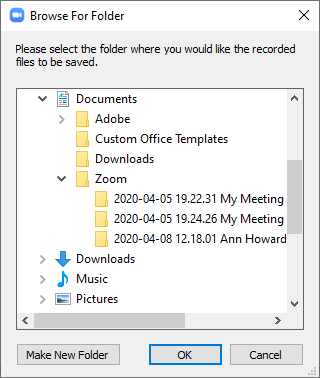 Browse For Folder
Please select the folder where you would like the recorded
files to be saved.
Documents
Adobe
Custom Office Templates
Downloads
Zoom
2020-04-05 19.22.31 My Meeting
2020-04-05 19.24.26 My Meeting
2020-04-08 12.18.01 Ann Howard
Downloads
Music
Pictures
Make New Folder
OK
Cancel